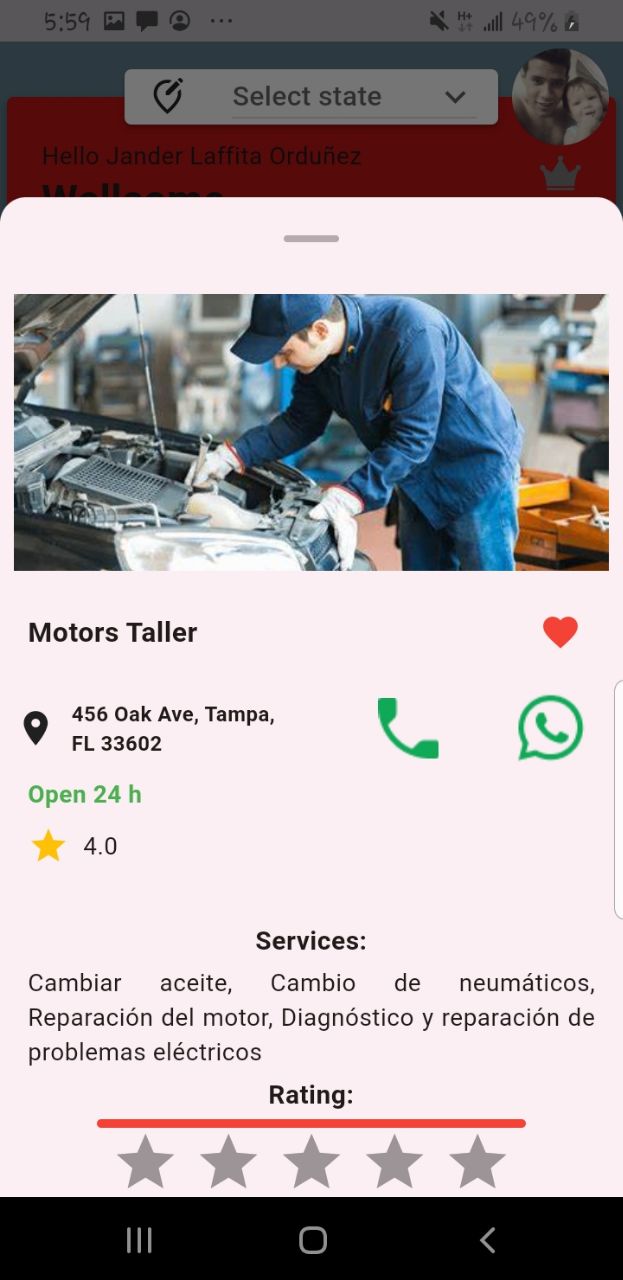 5:59
49%
Select state
Hello Jander Laffita Orduñez
Wellcome
Motors Taller
456 Oak Ave, Tampa,
FL 33602
Open 24 h
4.0
Services:
Cambiar aceite, Cambio de neumáticos,
Reparación del motor, Diagnóstico y reparación de
problemas eléctricos
Rating: